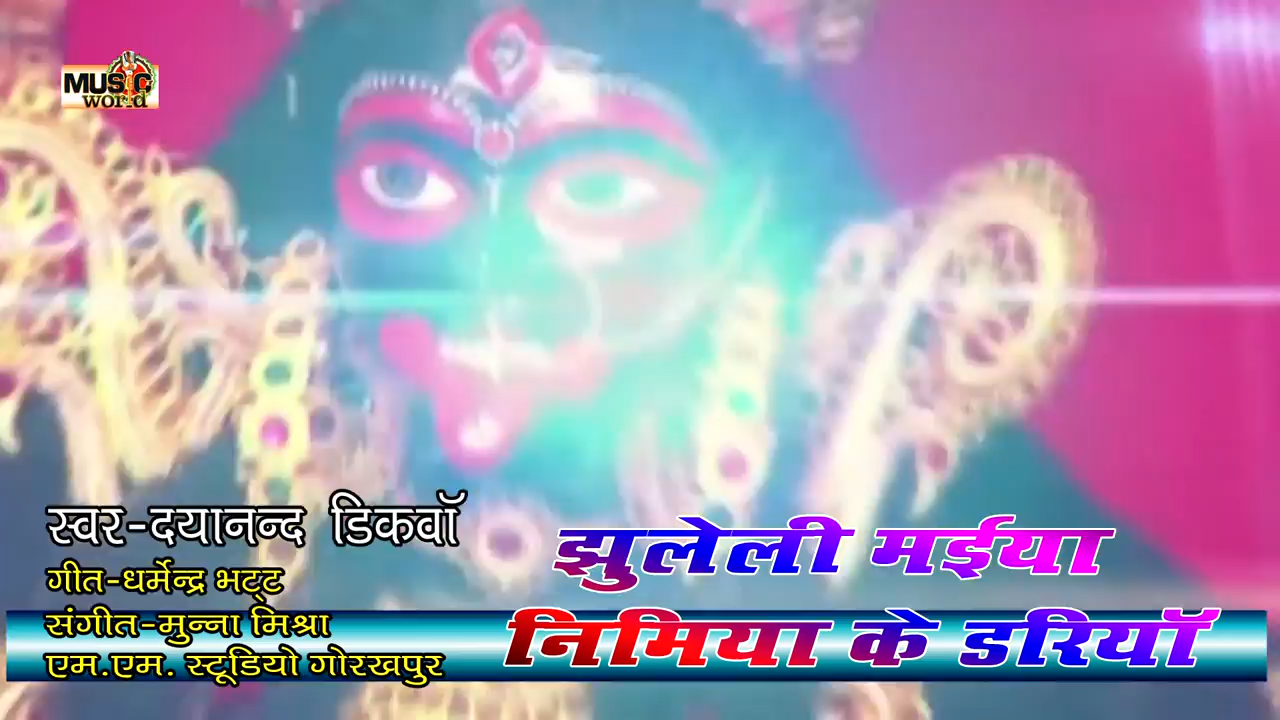 MUSIC
world
स्वर-दयानन्द डिकवॉ
गीत-धर्मेन्द्र भट्ट
संगीत-मुन्ना मिश्रा
एम.एम. स्टूडियो गोरखपुर
झुलेली मईया
निमिया के डरियॉ